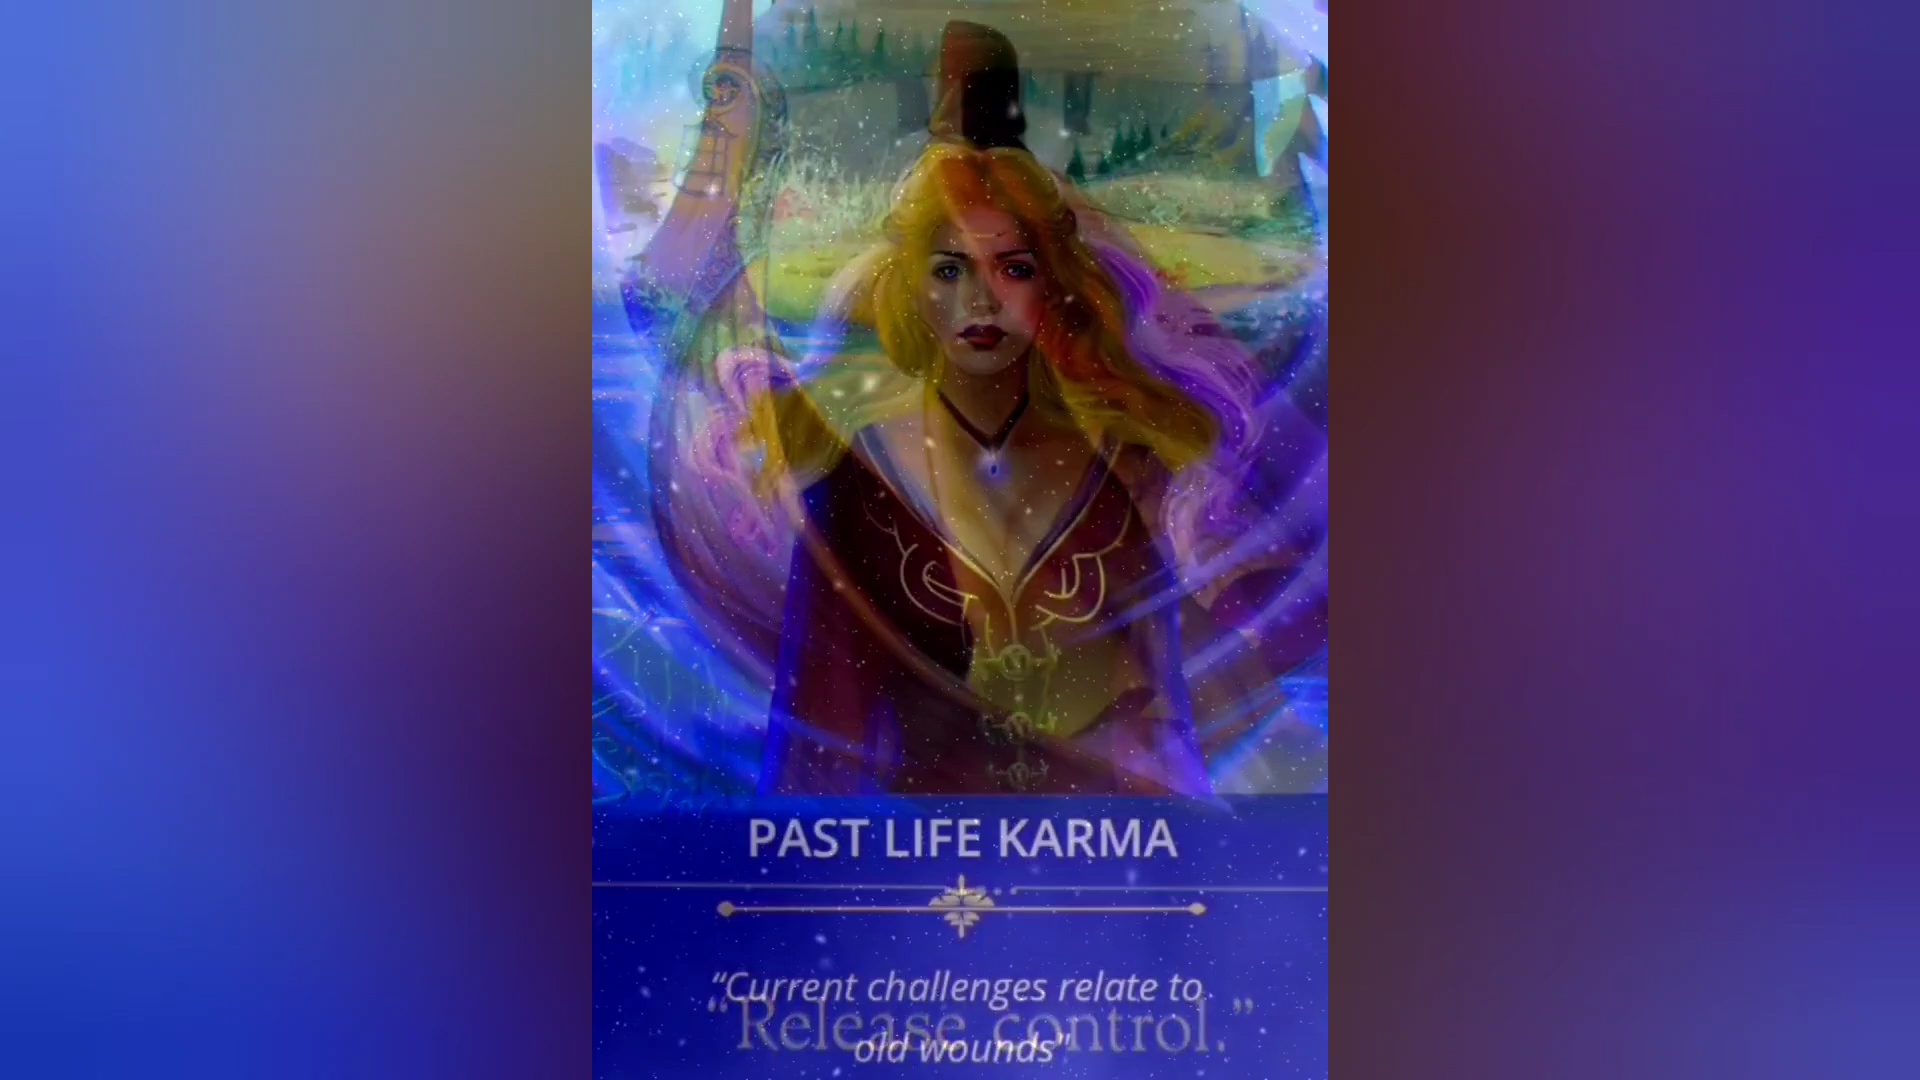 PAST LIFE KARMA
“Current challenges relate to
“Release control.”
old wounds"